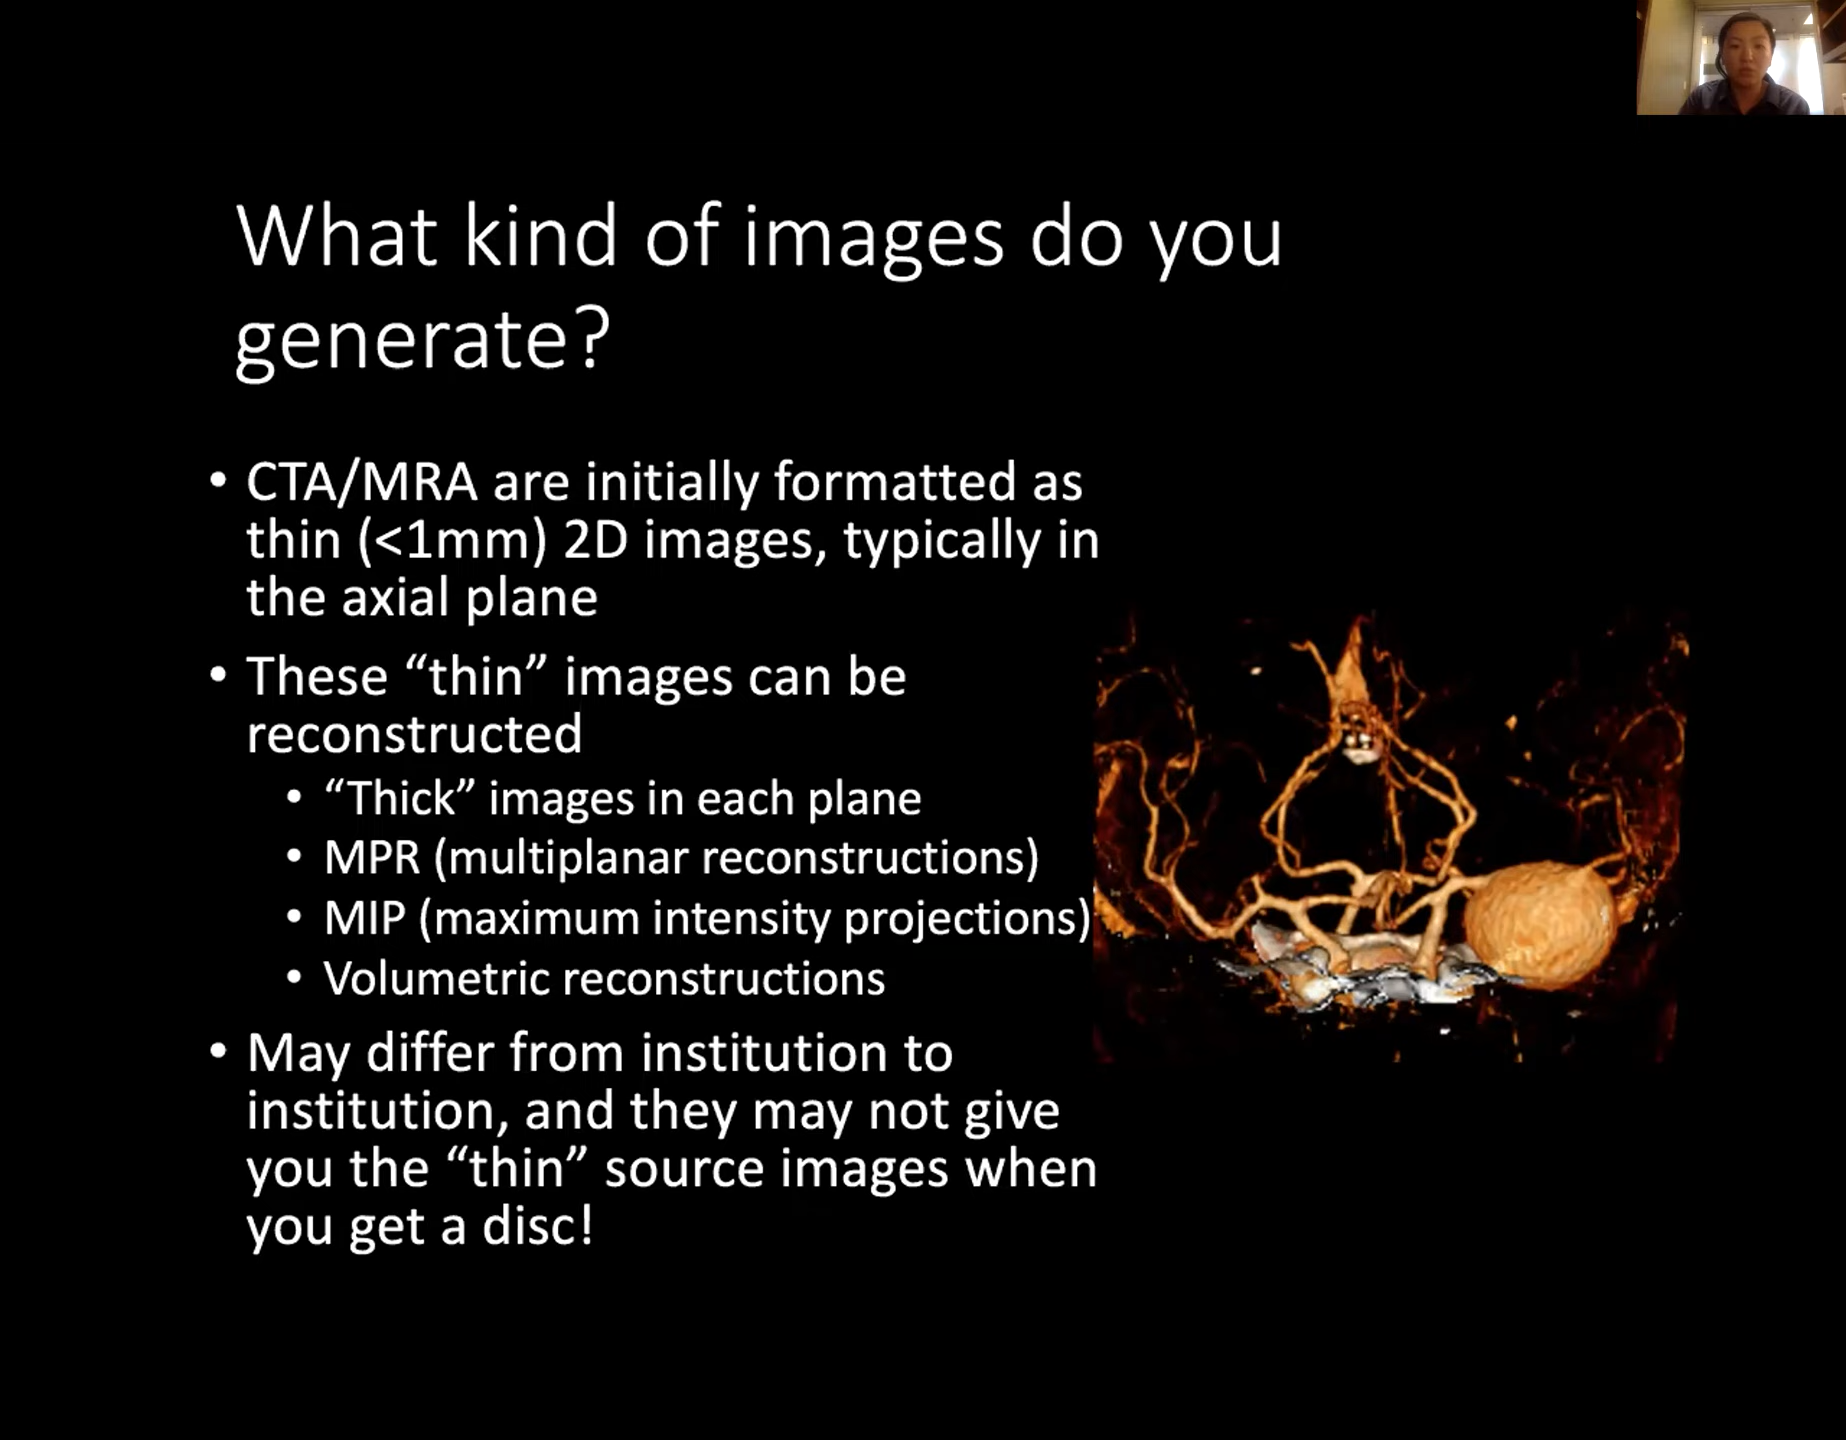 What kind of images do you
generate?
• CTA/MRA are initially formatted as
thin (<1mm) 2D images, typically in
the axial plane
• These “thin” images can be
reconstructed
• “Thick” images in each plane
• MPR (multiplanar reconstructions)
• MIP (maximum intensity projections)
• Volumetric reconstructions
• May differ from institution to
institution, and they may not give
you the “thin” source images when
you get a disc!